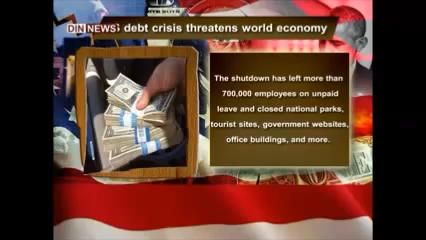 DIN NEWS S debt crisis threatens world economy
The shutdown has left more than
700,000 employees on unpaid
leave and closed national parks,
tourist sites, government websites,
office buildings, and more.